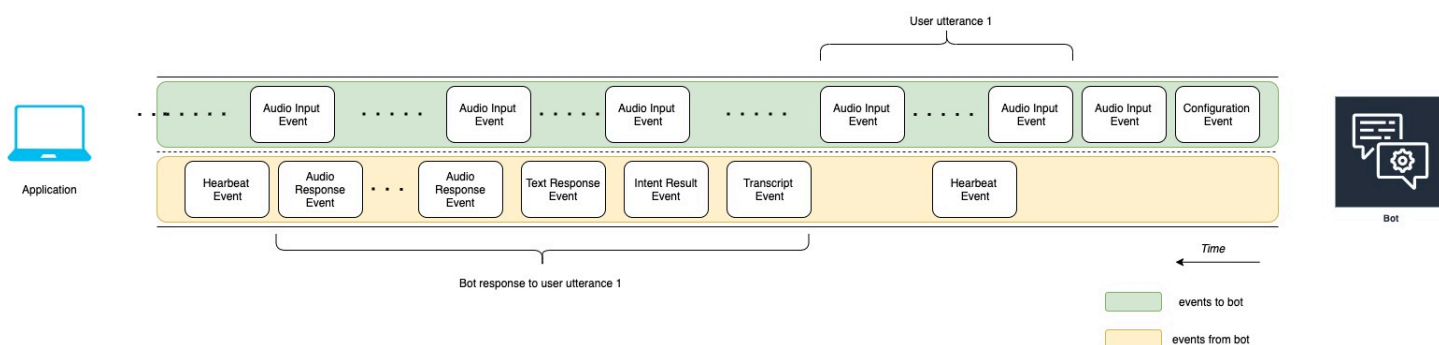 User utterance 1
Audio Input
Event
Audio Input
Event
Audio Input
Event
Audio Input
Event
Audio Input
Event
Audio Input
Event
Configuration
Event
Application
Hearbeat
Event
Audio
Response
Event
Audio
Response
Event
Text Response
Event
Intent Result
Event
Transcript
Event
Hearbeat
Event
Bot
Time
Bot response to user utterance 1
events to bot
events from bot